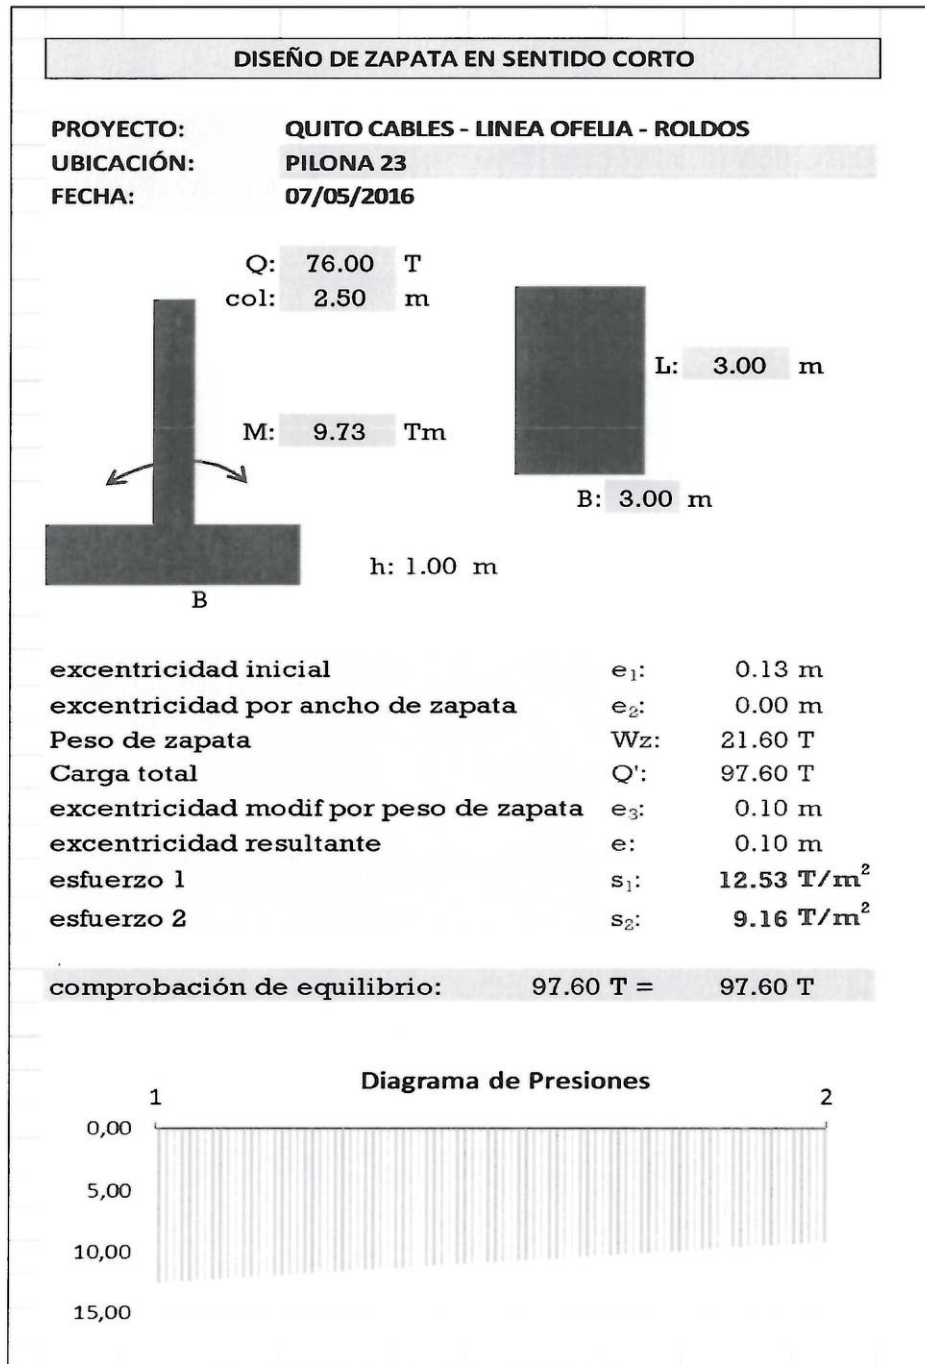 DISEÑO DE ZAPATA EN SENTIDO CORTO
PROYECTO: QUITO CABLES - LINEA OFELIA - ROLDOS
UBICACIÓN: PILONA 23
FECHA: 07/05/2016
Q: 76.00 T
col: 2.50 m
L: 3.00 m
M: 9.73 Tm
B: 3.00 m
h: 1.00 m
B
excentricidad inicial e₁: 0.13 m
excentricidad por ancho de zapata e₂: 0.00 m
Peso de zapata Wz: 21.60 T
Carga total Q': 97.60 T
excentricidad modif por peso de zapata e₃: 0.10 m
excentricidad resultante e: 0.10 m
esfuerzo 1 s₁: 12.53 T/m²
esfuerzo 2 s₂: 9.16 T/m²
comprobación de equilibrio: 97.60 T = 97.60 T
Diagrama de Presiones
1 2
0,00
5,00
10,00
15,00